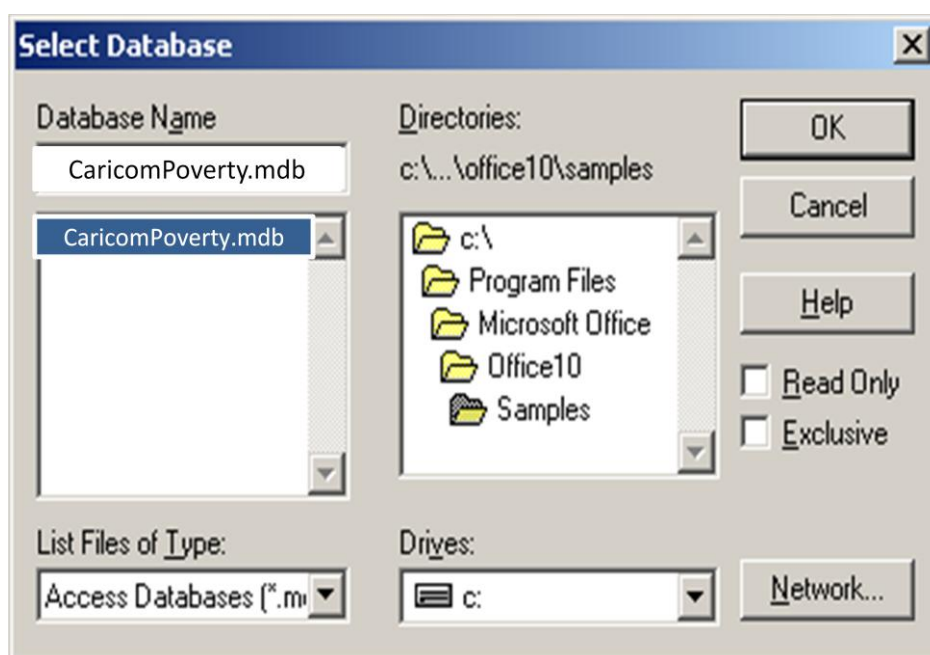 Select Database
Database Name
CaricomPoverty.mdb
CaricomPoverty.mdb
List Files of Type:
Access Databases (*.m
Directories:
c:\...\office10\samples
c:\
Program Files
Microsoft Office
Office10
Samples
Drives:
c:
OK
Cancel
Help
Read Only
Exclusive
Network...